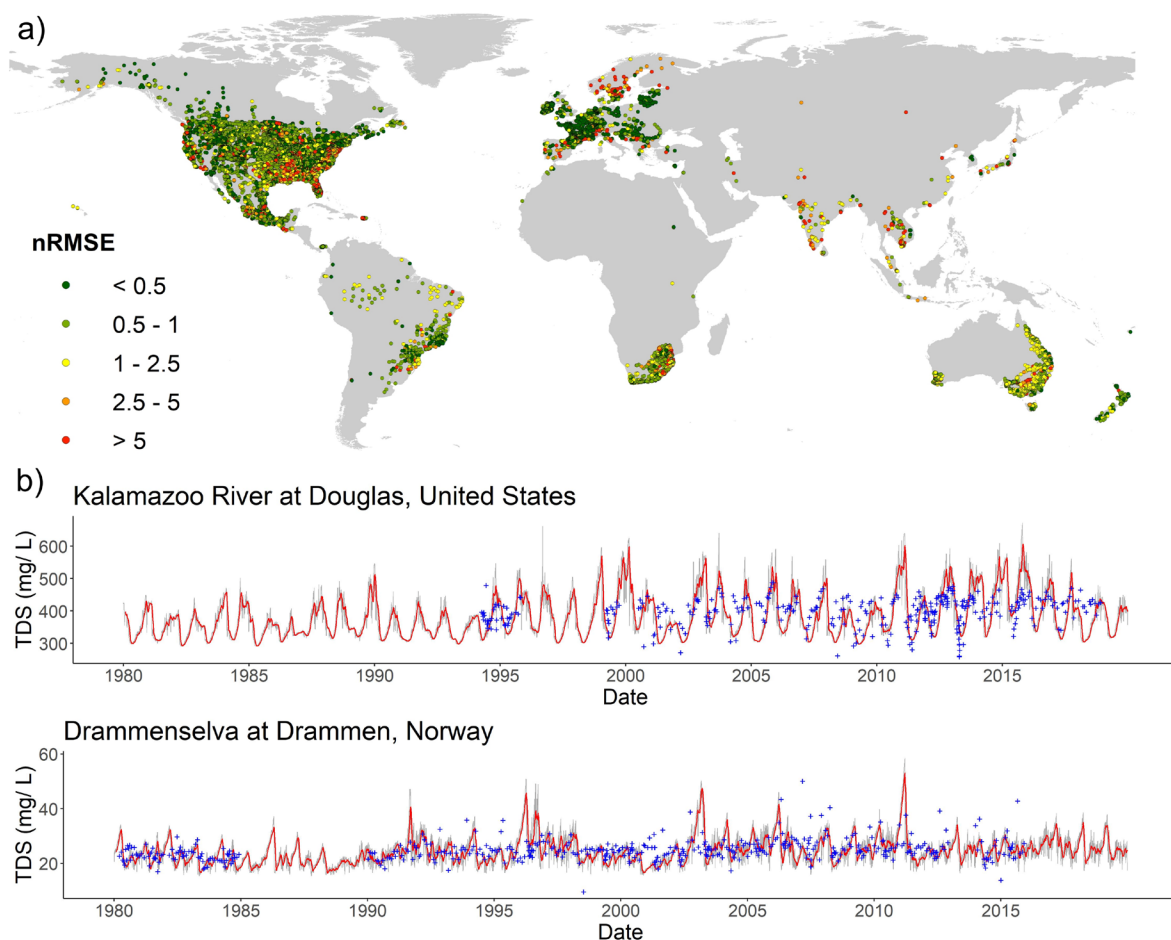 a)
nRMSE
< 0.5
0.5 - 1
1 - 2.5
2.5 - 5
> 5
b)
Kalamazoo River at Douglas, United States
TDS (mg/ L)
600
500
400
300
1980 1985 1990 1995 2000 2005 2010 2015
Date
Drammenselva at Drammen, Norway
TDS (mg/ L)
60
40
20
1980 1985 1990 1995 2000 2005 2010 2015
Date